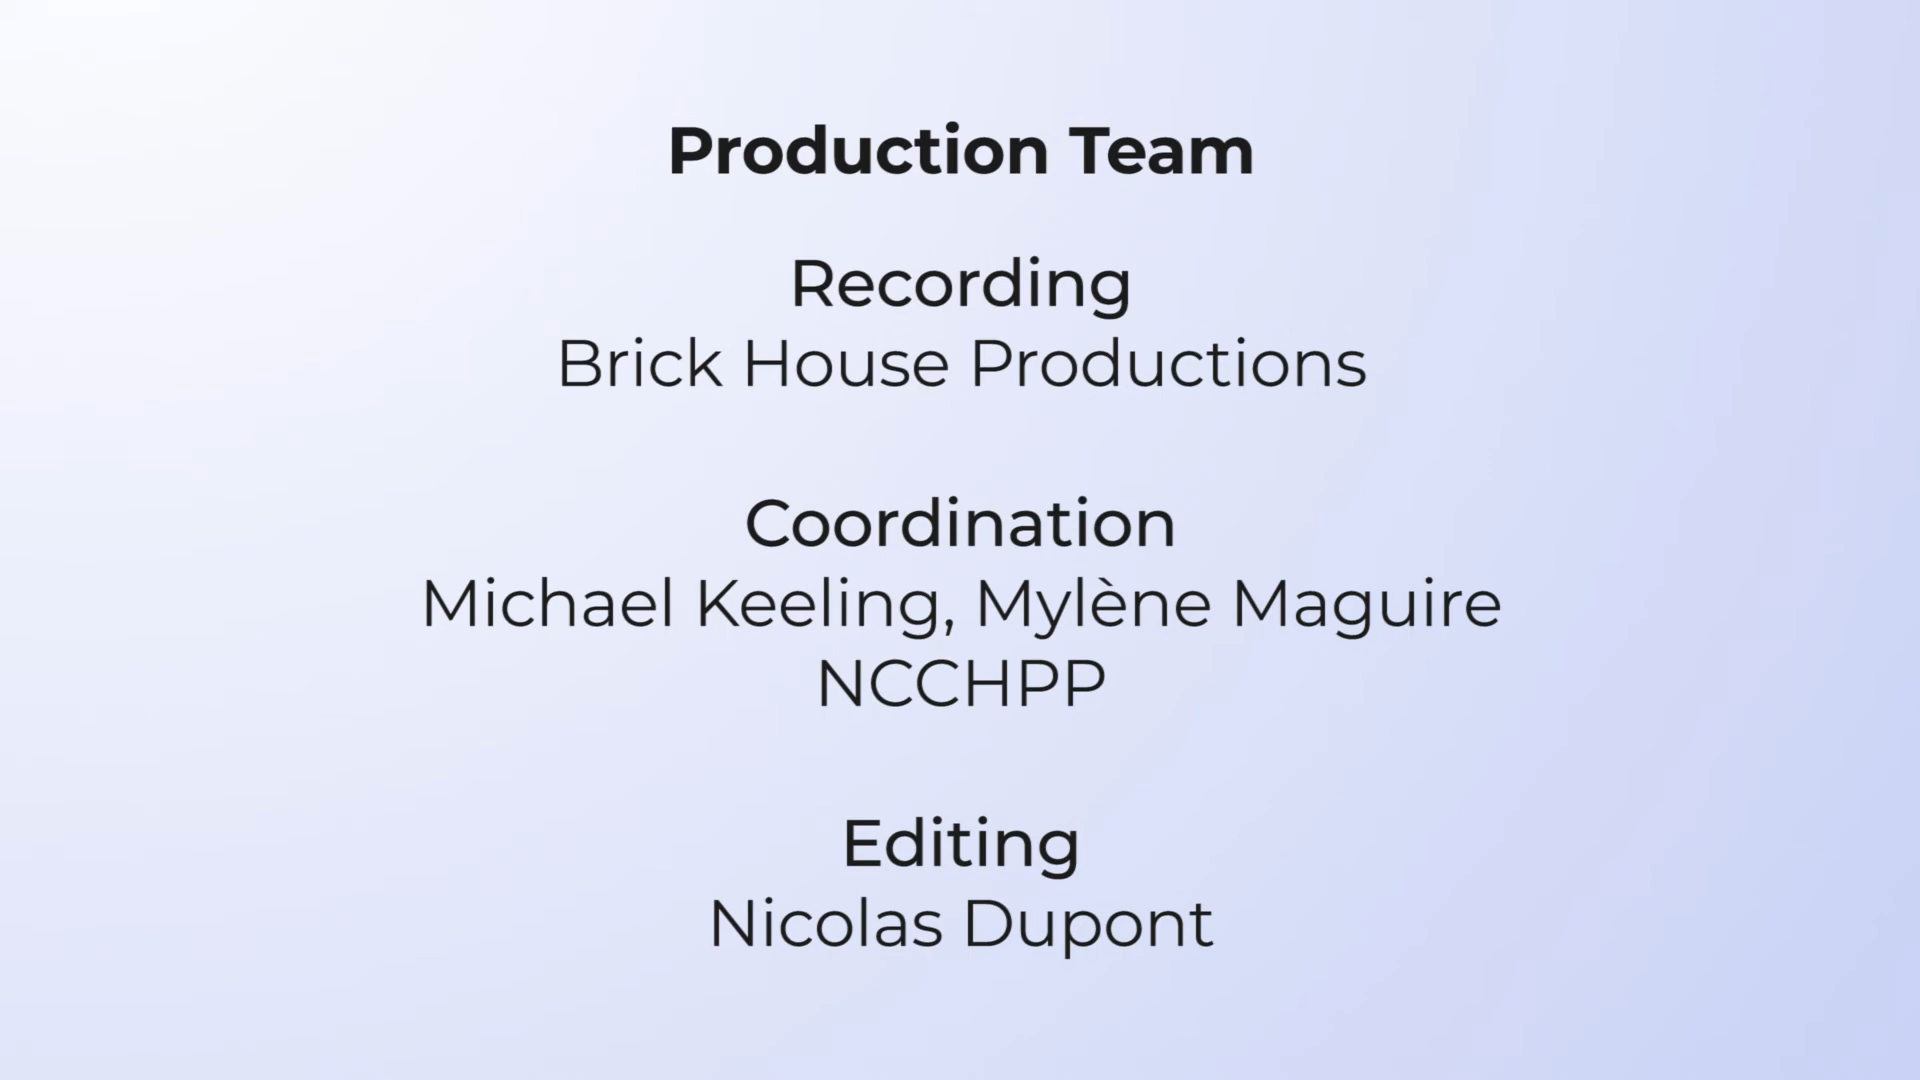 Production Team
Recording
Brick House Productions
Coordination
Michael Keeling, Mylène Maguire
NCCHPP
Editing
Nicolas Dupont